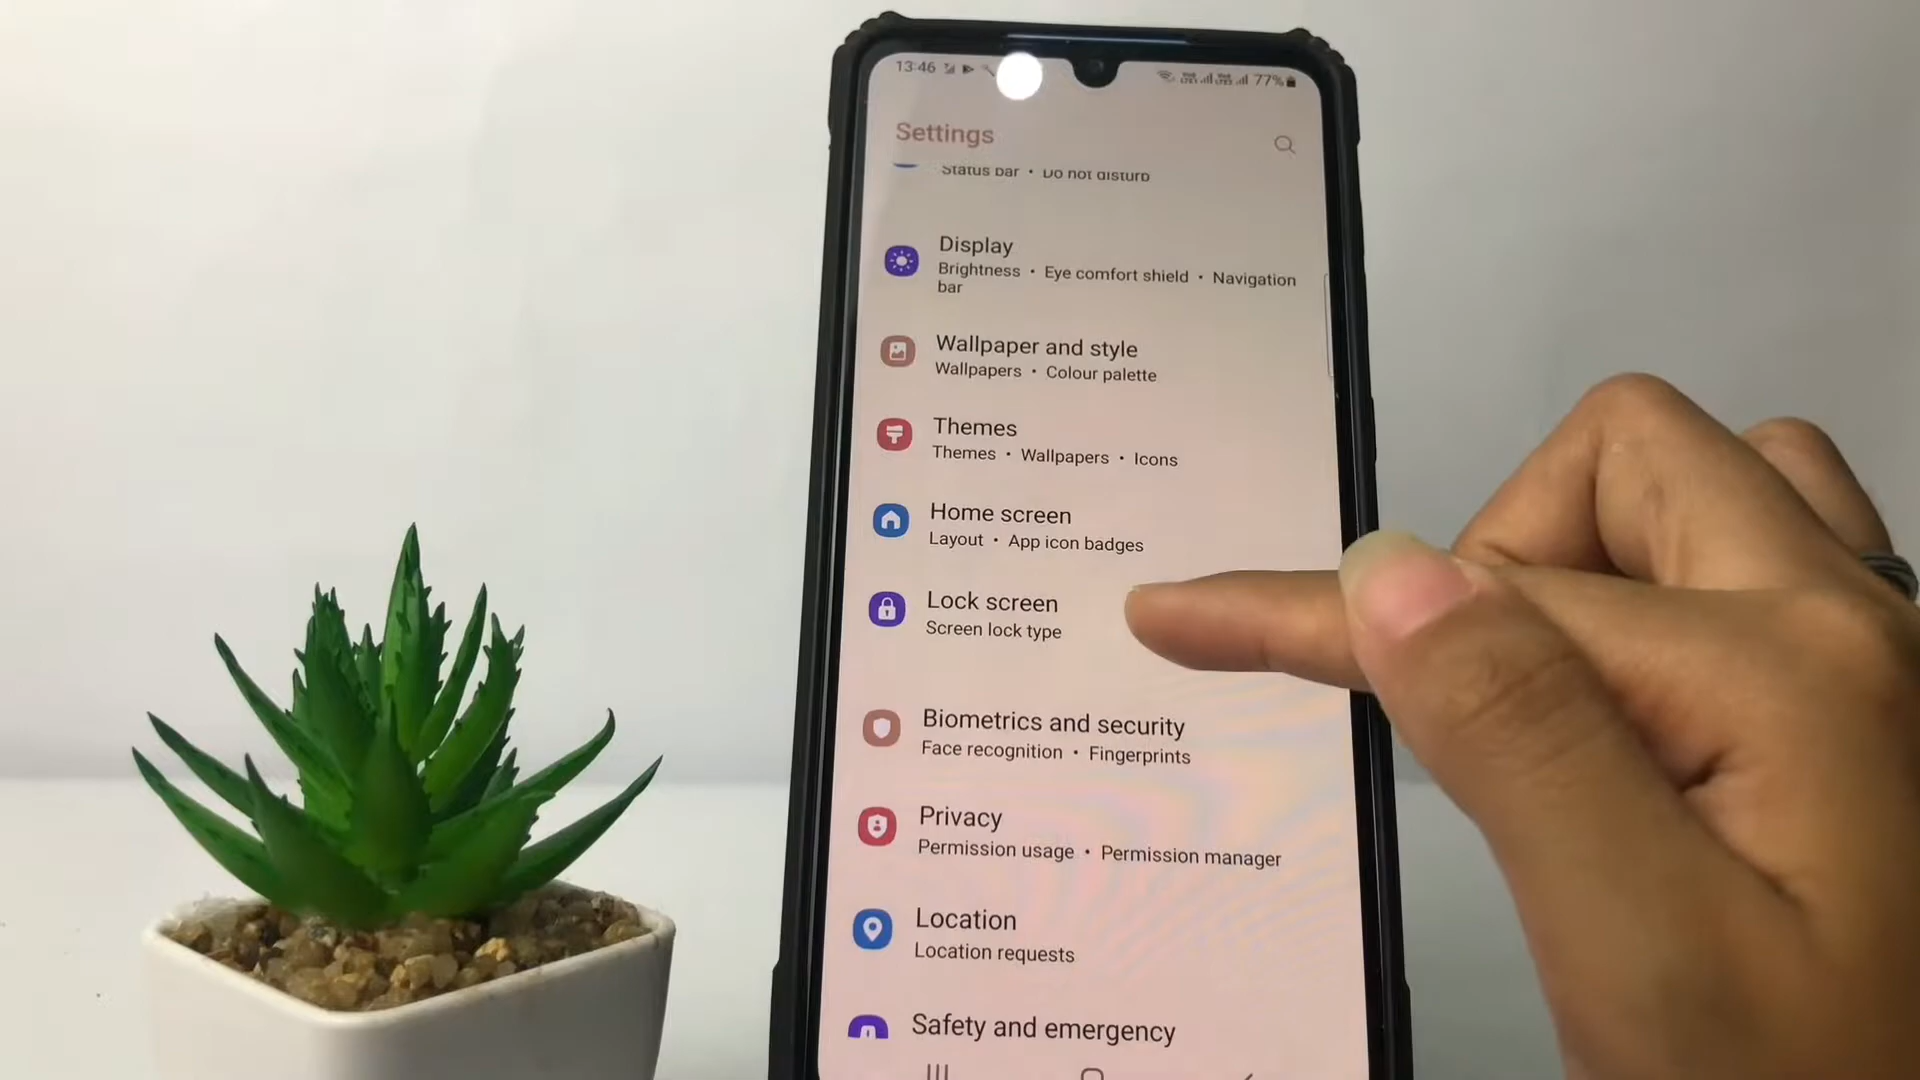 13:46 77%
Settings
Status bar • Do not disturb
Display
Brightness • Eye comfort shield • Navigation
bar
Wallpaper and style
Wallpapers • Colour palette
Themes
Themes • Wallpapers • Icons
Home screen
Layout • App icon badges
Lock screen
Screen lock type
Biometrics and security
Face recognition • Fingerprints
Privacy
Permission usage • Permission manager
Location
Location requests
Safety and emergency